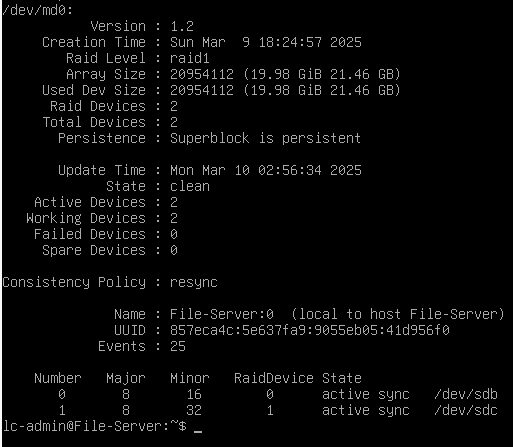 /dev/md0:
Version : 1.2
Creation Time : Sun Mar  9 18:24:57 2025
Raid Level : raid1
Array Size : 20954112 (19.98 GiB 21.46 GB)
Used Dev Size : 20954112 (19.98 GiB 21.46 GB)
Raid Devices : 2
Total Devices : 2
Persistence : Superblock is persistent
Update Time : Mon Mar 10 02:56:34 2025
State : clean
Active Devices : 2
Working Devices : 2
Failed Devices : 0
Spare Devices : 0
Consistency Policy : resync
Name : File-Server:0  (local to host File-Server)
UUID : 857eca4c:5e637fa9:9055eb05:41d956f0
Events : 25
Number   Major   Minor   RaidDevice State
0       8       16        0      active sync   /dev/sdb
1       8       32        1      active sync   /dev/sdc
lc-admin@File-Server:~$ _